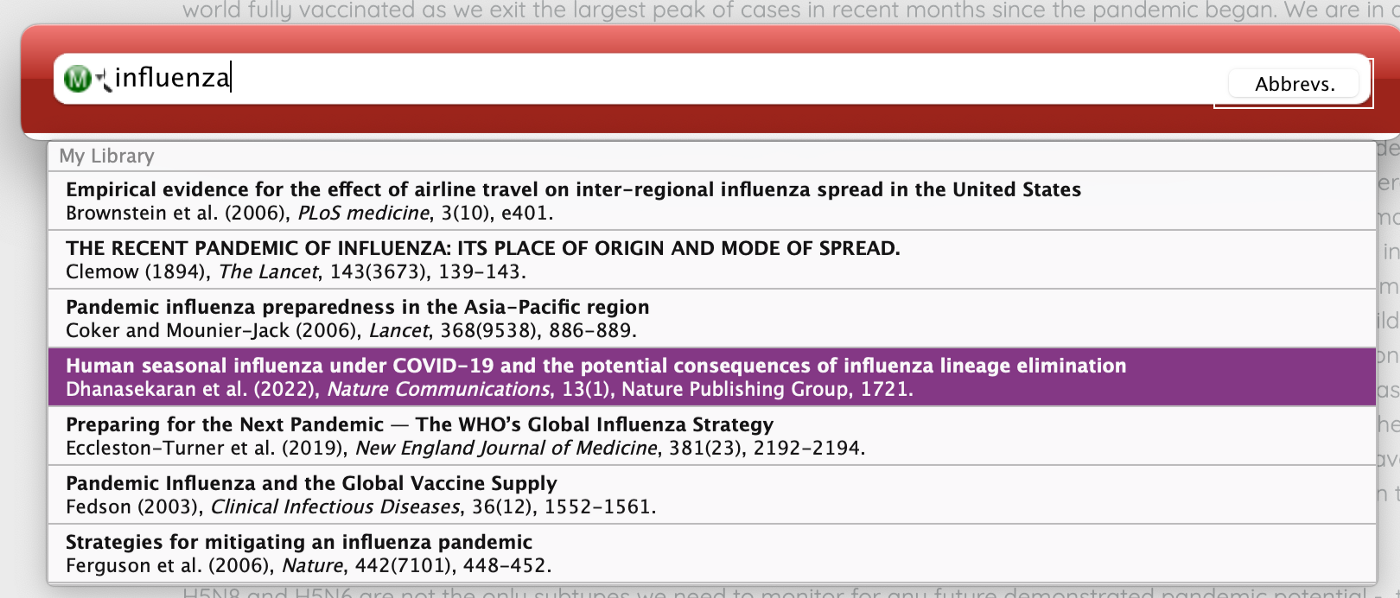 world fully vaccinated as we exit the largest peak of cases in recent months since the pandemic began. We are in
M influenza Abbrevs.
My Library
Empirical evidence for the effect of airline travel on inter-regional influenza spread in the United States
Brownstein et al. (2006), PLoS medicine, 3(10), e401.
THE RECENT PANDEMIC OF INFLUENZA: ITS PLACE OF ORIGIN AND MODE OF SPREAD.
Clemow (1894), The Lancet, 143(3673), 139-143.
Pandemic influenza preparedness in the Asia-Pacific region
Coker and Mounier-Jack (2006), Lancet, 368(9538), 886-889.
Human seasonal influenza under COVID-19 and the potential consequences of influenza lineage elimination
Dhanasekaran et al. (2022), Nature Communications, 13(1), Nature Publishing Group, 1721.
Preparing for the Next Pandemic — The WHO’s Global Influenza Strategy
Eccleston-Turner et al. (2019), New England Journal of Medicine, 381(23), 2192-2194.
Pandemic Influenza and the Global Vaccine Supply
Fedson (2003), Clinical Infectious Diseases, 36(12), 1552-1561.
Strategies for mitigating an influenza pandemic
Ferguson et al. (2006), Nature, 442(7101), 448-452.
H5N8 and H5N6 are not the only subtypes we need to monitor for any future demonstrated pandemic potential -